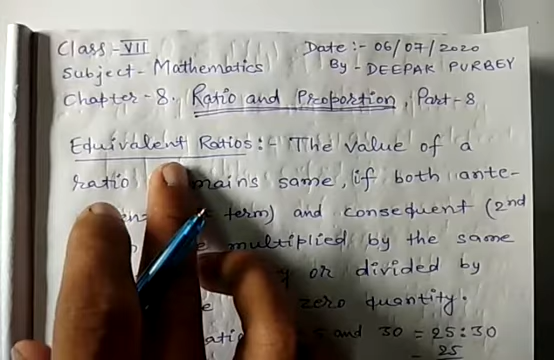 Class - VII Date :- 06/07/2020
Subject - Mathematics By - DEEPAK PURBEY
Chapter - 8. Ratio and Proportion, Part-8
Equivalent Ratios :- The value of a
ratio mains same, if both ante-
term) and consequent (2nd
multiplied by the same
or divided by
zero quantity.
and 30 = 25:30
= 25